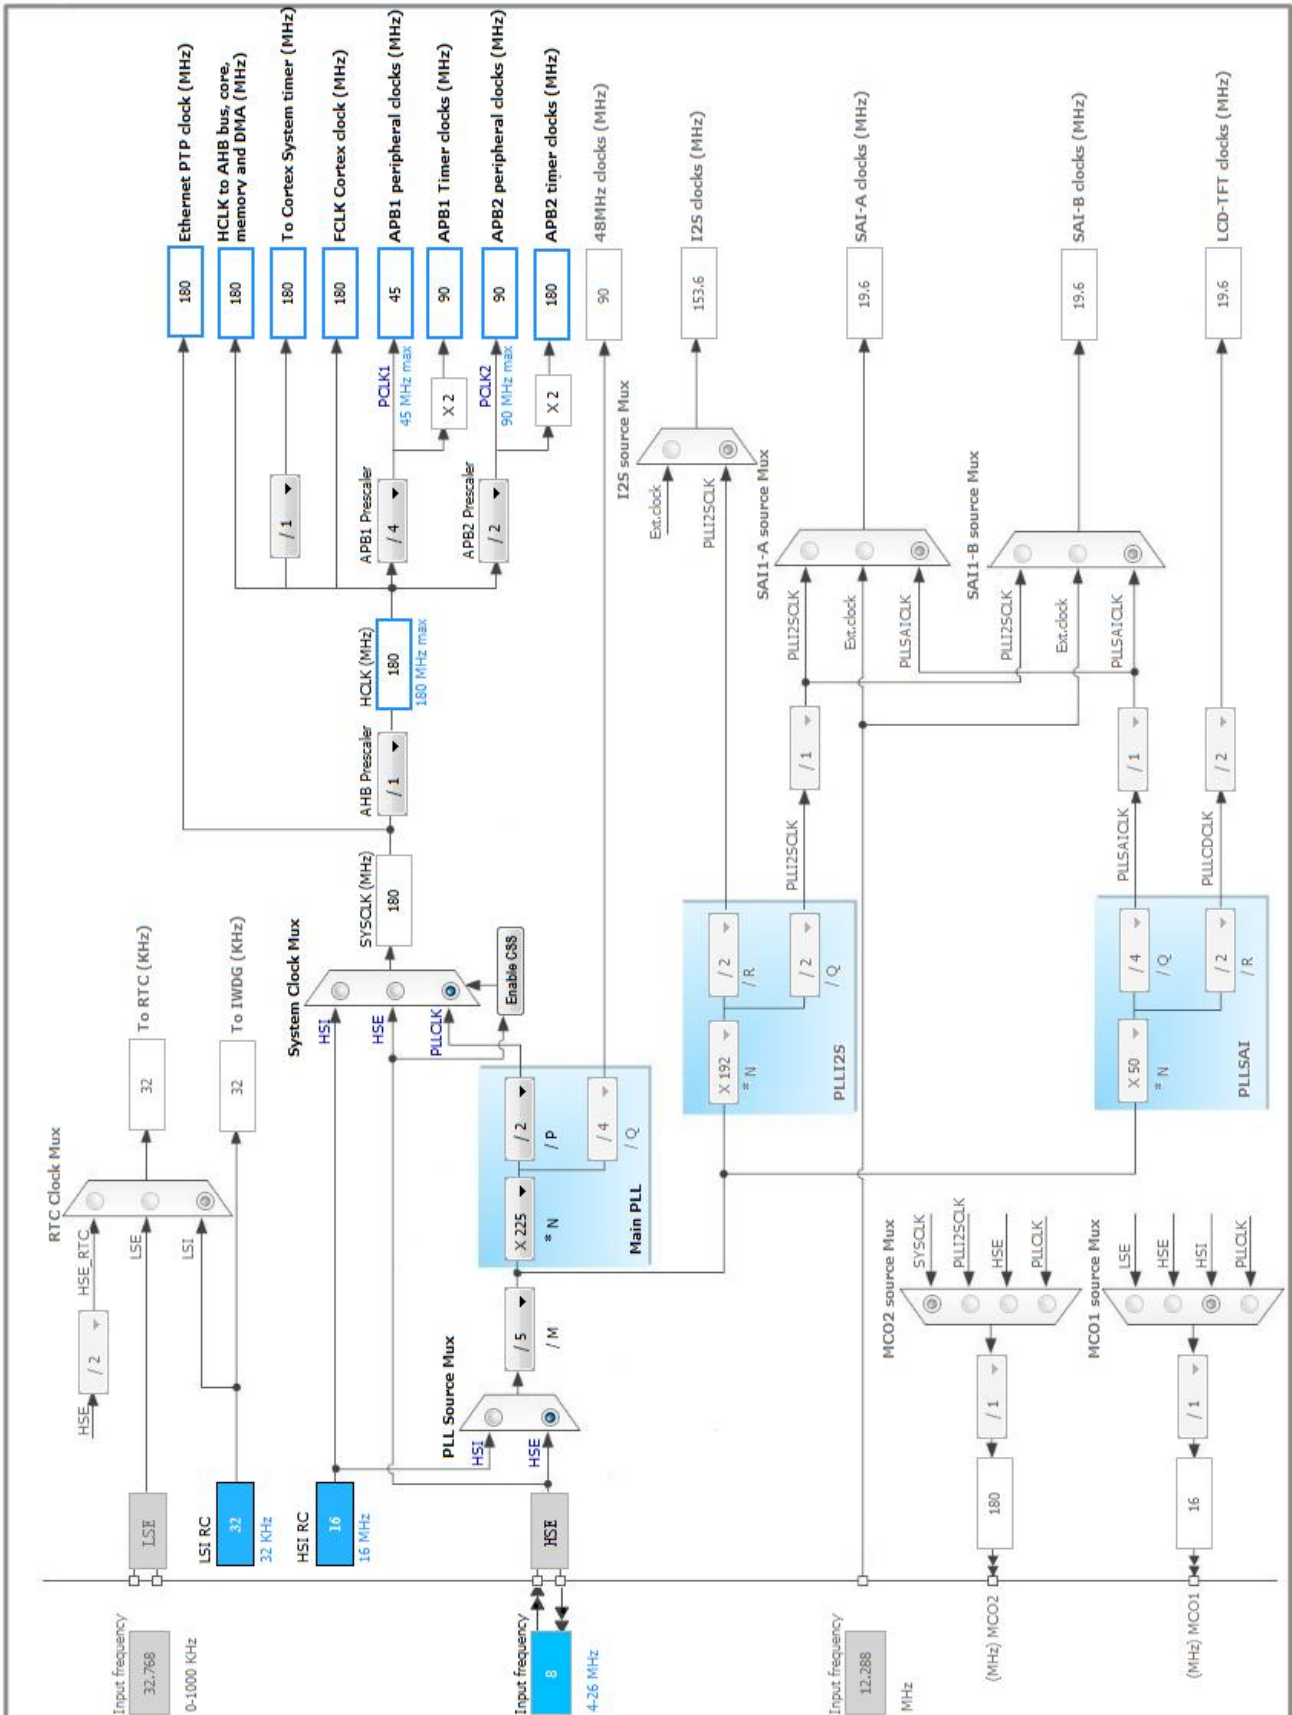 Input frequency
32.768
0-1000 KHz
LSE
LSI RC
32
32 KHz
HSI RC
16
16 MHz
Input frequency
8
4-26 MHz
HSE
Input frequency
12.288
MHz
HSE
/ 2
HSE_RTC
LSE
LSI
RTC Clock Mux
32
To RTC (KHz)
32
To IWDG (KHz)
PLL Source Mux
HSI
HSE
/ 5
/ M
X 225
* N
/ 2
/ P
/ 4
/ Q
Main PLL
System Clock Mux
HSI
HSE
PLLCLK
Enable CSS
SYSCLK (MHz)
180
AHB Prescaler
/ 1
HCLK (MHz)
180
180 MHz max
/ 1
APB1 Prescaler
/ 4
PCLK1
45 MHz max
X 2
APB2 Prescaler
/ 2
PCLK2
90 MHz max
X 2
180
Ethernet PTP clock (MHz)
180
HCLK to AHB bus, core,
memory and DMA (MHz)
180
To Cortex System timer (MHz)
180
FCLK Cortex clock (MHz)
45
APB1 peripheral clocks (MHz)
90
APB1 Timer clocks (MHz)
90
APB2 peripheral clocks (MHz)
180
APB2 timer clocks (MHz)
90
48MHz clocks (MHz)
X 192
* N
/ 2
/ R
/ 2
/ Q
PLLI2S
PLLI2SCLK
/ 1
I2S source Mux
Ext.clock
PLLI2SCLK
153.6
I2S clocks (MHz)
SAI1-A source Mux
PLLI2SCLK
Ext.clock
PLLSAICLK
19.6
SAI-A clocks (MHz)
SAI1-B source Mux
PLLI2SCLK
Ext.clock
PLLSAICLK
19.6
SAI-B clocks (MHz)
X 50
* N
/ 4
/ Q
/ 2
/ R
PLLSAI
PLLSAICLK
/ 1
PLLLCDCLK
/ 2
19.6
LCD-TFT clocks (MHz)
MCO2 source Mux
SYSCLK
PLLI2SCLK
HSE
PLLCLK
/ 1
180
(MHz) MCO2
MCO1 source Mux
LSE
HSE
HSI
PLLCLK
/ 1
16
(MHz) MCO1